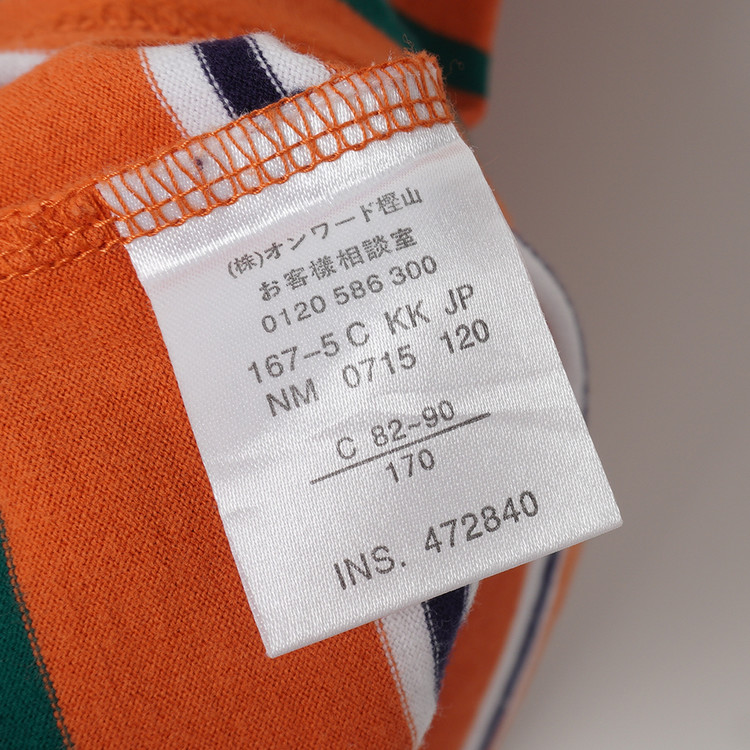 (株)オンワード樫山
お客様相談室
0120 586 300
167-5 C KK JP
NM 0715 120
C 82~90
170
INS. 472840